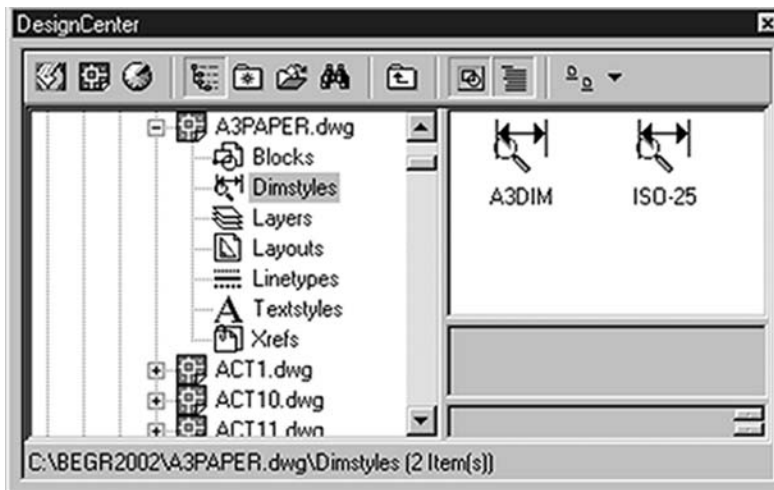 DesignCenter
A3PAPER.dwg
Blocks
Dimstyles
Layers
Layouts
Linetypes
Textstyles
Xrefs
ACT1.dwg
ACT10.dwg
ACT11.dwg
A3DIM
ISO-25
C:\BEGR2002\A3PAPER.dwg\Dimstyles (2 Item(s))